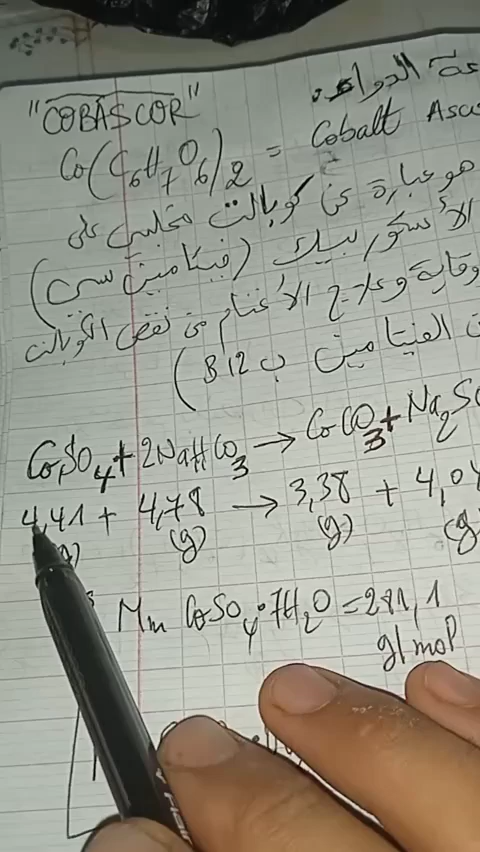 "COBASCOR"
الدواء
Co(C6H7O6)2 = Cobalt Asc
هو عبارة عن كوبالت على
الأسكوربيك (فيتامين سي)
وقاية وعلاج الأغنام من نقص الكوبالت
الفيتامين ب B12)
CoSO4 + 2NaHCO3 → CoCO3 + Na2S
4,41 + 4,78 → 3,38 + 4,0
(g) (g) (g)
Mm CoSO4•7H2O = 281,1
g/mol